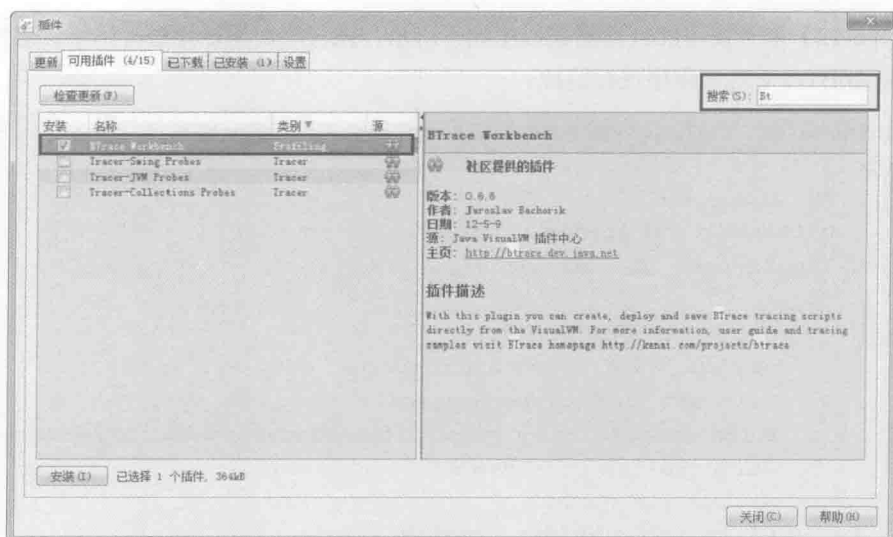 插件
更新 可用插件 (4/15) 已下载 已安装 (1) 设置
检查更新(F)
搜索(S): Bt
安装 名称 类别 源
BTrace Workbench Profiling
Tracer-Swing Probes Tracer
Tracer-JVM Probes Tracer
Tracer-Collections Probes Tracer
BTrace Workbench
社区提供的插件
版本: 0.6.6
作者: Jaroslav Bachorik
日期: 12-5-9
源: Java VisualVM 插件中心
主页: http://btrace.dev.java.net
插件描述
With this plugin you can create, deploy and save BTrace tracing scripts
directly from the VisualVM. For more information, user guide and tracing
samples visit BTrace homepage http://kenai.com/projects/btrace
安装(I) 已选择 1 个插件, 364kB
关闭(C) 帮助(H)